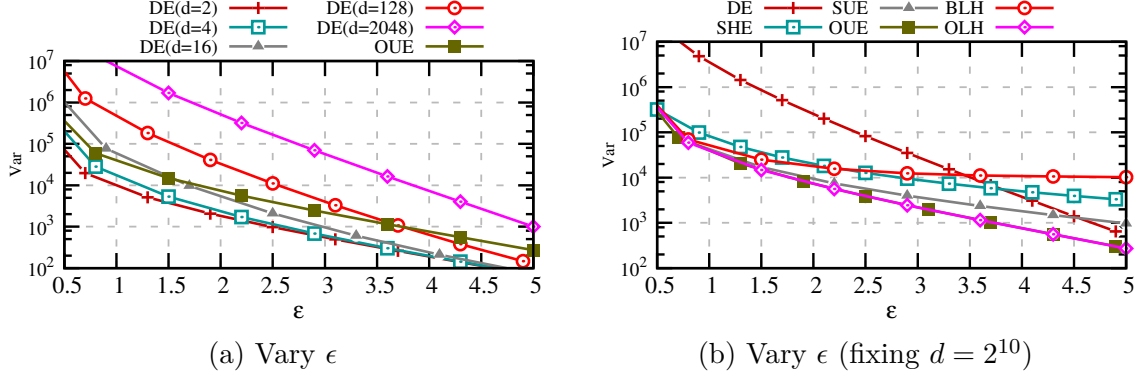 DE(d=2) DE(d=128)
DE(d=4) DE(d=2048)
DE(d=16) OUE
10^7
10^6
10^5
10^4
10^3
10^2
Var
0.5 1 1.5 2 2.5 3 3.5 4 4.5 5
ε
(a) Vary ϵ
DE SUE BLH
SHE OUE OLH
10^7
10^6
10^5
10^4
10^3
10^2
Var
0.5 1 1.5 2 2.5 3 3.5 4 4.5 5
ε
(b) Vary ϵ (fixing d = 2^10)